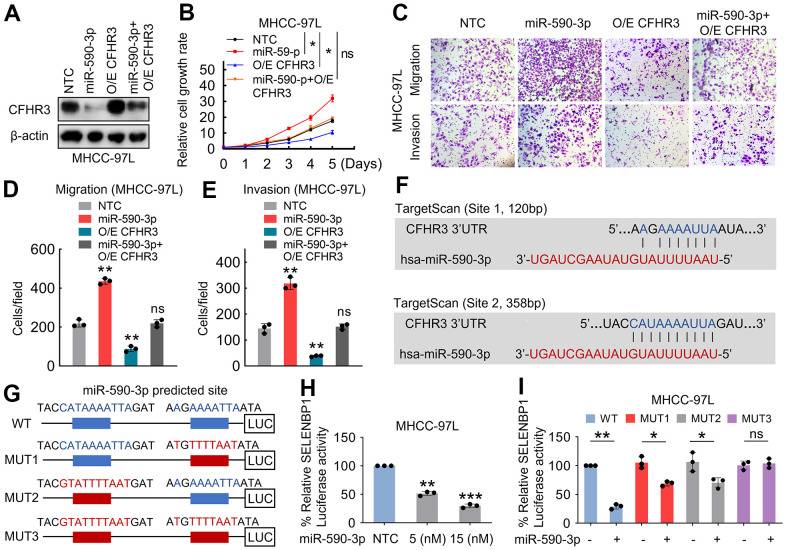 A
NTC
miR-590-3p
O/E CFHR3
miR-590-3p+
O/E CFHR3
CFHR3
β-actin
MHCC-97L
B
MHCC-97L
NTC
miR-59-p
O/E CFHR3
miR-590-p+O/E
CFHR3
*
*
ns
Relative cell growth rate
50
40
30
20
10
0
0 1 2 3 4 5 (Days)
C
NTC
miR-590-3p
O/E CFHR3
miR-590-3p+
O/E CFHR3
MHCC-97L
Migration
Invasion
D
Migration (MHCC-97L)
NTC
miR-590-3p
O/E CFHR3
miR-590-3p+
O/E CFHR3
Cells/field
600
400
200
0
**
**
ns
E
Invasion (MHCC-97L)
NTC
miR-590-3p
O/E CFHR3
miR-590-3p+
O/E CFHR3
Cells/field
400
300
200
100
0
**
**
ns
F
TargetScan (Site 1, 120bp)
CFHR3 3'UTR 5'...AAGAAAAUUAAUA...3'
hsa-miR-590-3p 3'-UGAUCGAAUAUGUAUUUUAAU-5'
TargetScan (Site 2, 358bp)
CFHR3 3'UTR 5'...UACCAUAAAAUUAGAU...3'
hsa-miR-590-3p 3'-UGAUCGAAUAUGUAUUUUAAU-5'
G
miR-590-3p predicted site
TACCATAAAATTAGAT AAGAAAATTAATA
WT LUC
TACCATAAAATTAGAT ATGTTTTAATATA
MUT1 LUC
TACGTATTTTAATGAT AAGAAAATTAATA
MUT2 LUC
TACGTATTTTAATGAT ATGTTTTAATATA
MUT3 LUC
H
MHCC-97L
% Relative SELENBP1
Luciferase activity
150
100
50
0
**
***
miR-590-3p NTC 5 (nM) 15 (nM)
I
MHCC-97L
WT MUT1 MUT2 MUT3
% Relative SELENBP1
Luciferase activity
150
100
50
0
** * * ns
miR-590-3p - + - + - + - +